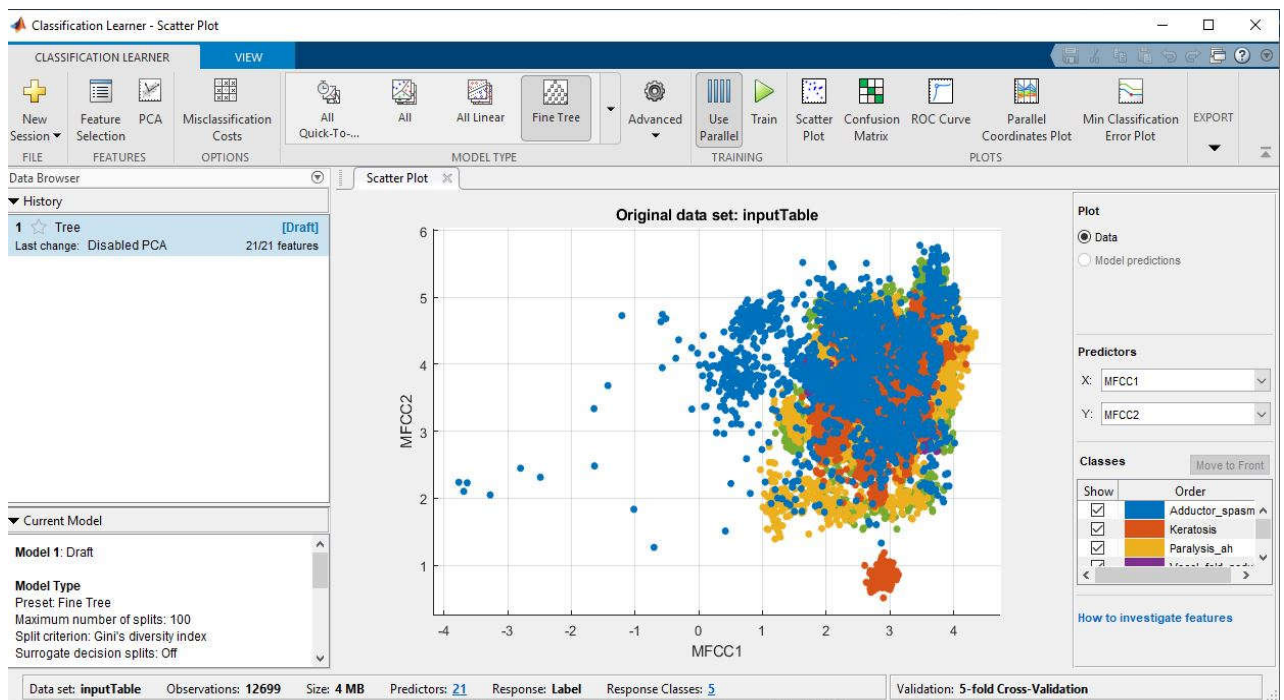 Classification Learner - Scatter Plot
CLASSIFICATION LEARNER VIEW
New Session
Feature Selection
PCA
Misclassification Costs
All Quick-To-...
All
All Linear
Fine Tree
Advanced
Use Parallel
Train
Scatter Plot
Confusion Matrix
ROC Curve
Parallel Coordinates Plot
Min Classification Error Plot
EXPORT
FILE FEATURES OPTIONS MODEL TYPE TRAINING PLOTS
Data Browser
History
1 Tree [Draft]
Last change: Disabled PCA 21/21 features
Current Model
Model 1: Draft
Model Type
Preset: Fine Tree
Maximum number of splits: 100
Split criterion: Gini's diversity index
Surrogate decision splits: Off
Scatter Plot
Original data set: inputTable
6
5
4
3
2
1
MFCC2
-4 -3 -2 -1 0 1 2 3 4
MFCC1
Plot
Data
Model predictions
Predictors
X: MFCC1
Y: MFCC2
Classes Move to Front
Show Order
Adductor_spasm
Keratosis
Paralysis_ah
How to investigate features
Data set: inputTable Observations: 12699 Size: 4 MB Predictors: 21 Response: Label Response Classes: 5 Validation: 5-fold Cross-Validation